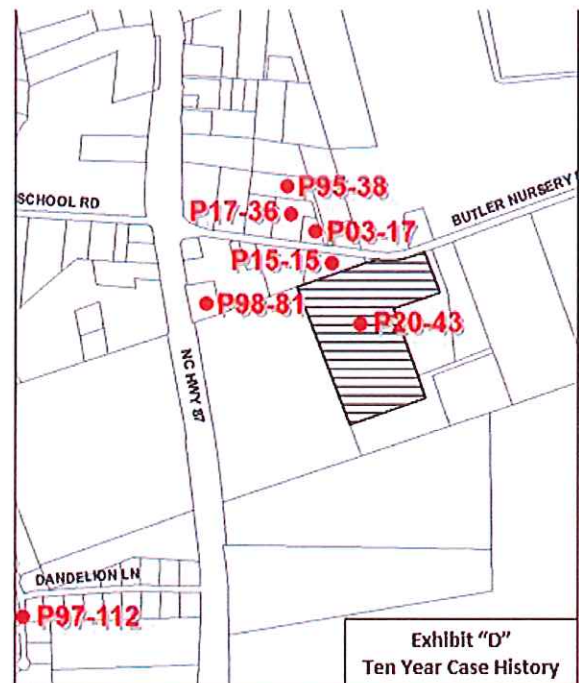 P95-38
SCHOOL RD
P17-36
P03-17
BUTLER NURSERY
P15-15
P98-81
P20-43
NC HWY 87
DANDELION LN
P97-112
Exhibit "D"
Ten Year Case History